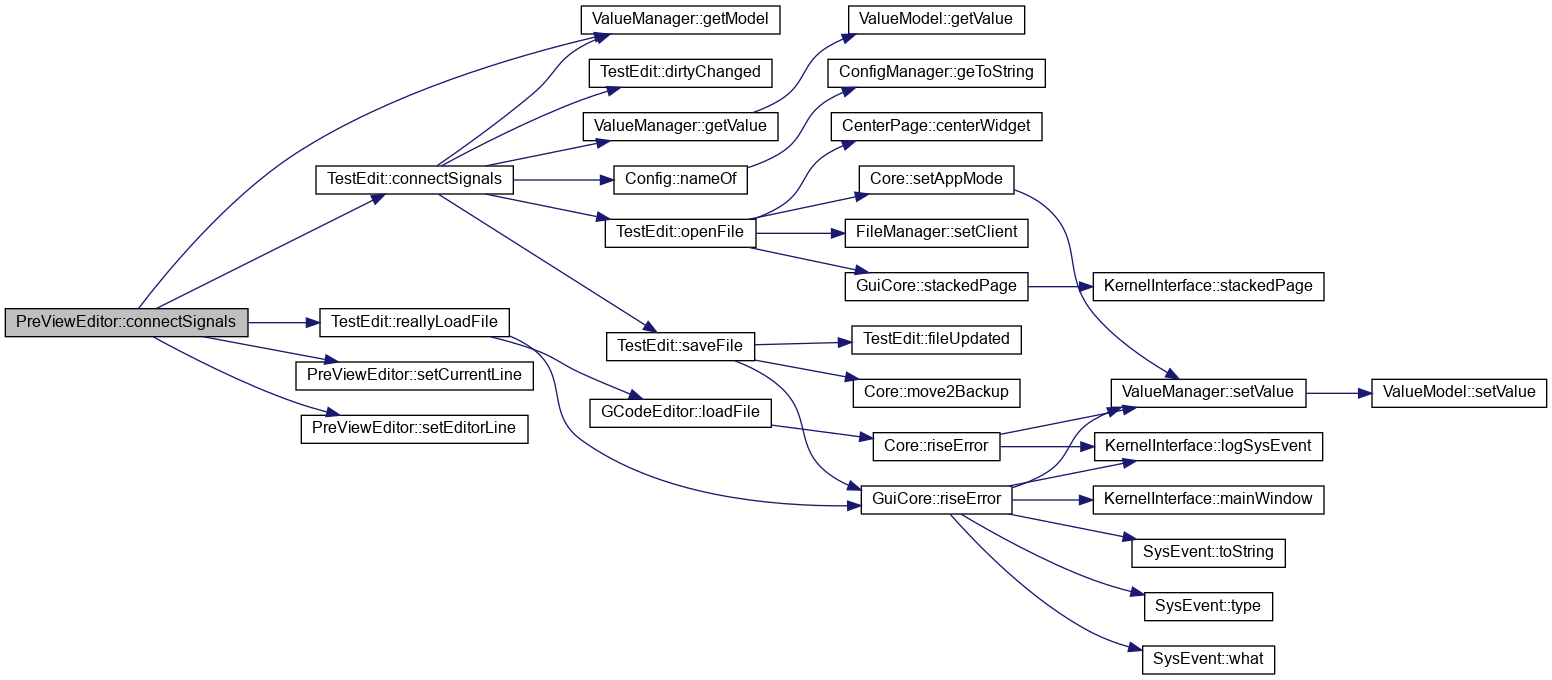 ValueManager::getModel
ValueModel::getValue
TestEdit::dirtyChanged
ConfigManager::geToString
ValueManager::getValue
CenterPage::centerWidget
TestEdit::connectSignals
Config::nameOf
Core::setAppMode
TestEdit::openFile
FileManager::setClient
GuiCore::stackedPage
KernelInterface::stackedPage
PreViewEditor::connectSignals
TestEdit::reallyLoadFile
TestEdit::saveFile
TestEdit::fileUpdated
PreViewEditor::setCurrentLine
Core::move2Backup
ValueManager::setValue
ValueModel::setValue
GCodeEditor::loadFile
PreViewEditor::setEditorLine
Core::riseError
KernelInterface::logSysEvent
GuiCore::riseError
KernelInterface::mainWindow
SysEvent::toString
SysEvent::type
SysEvent::what